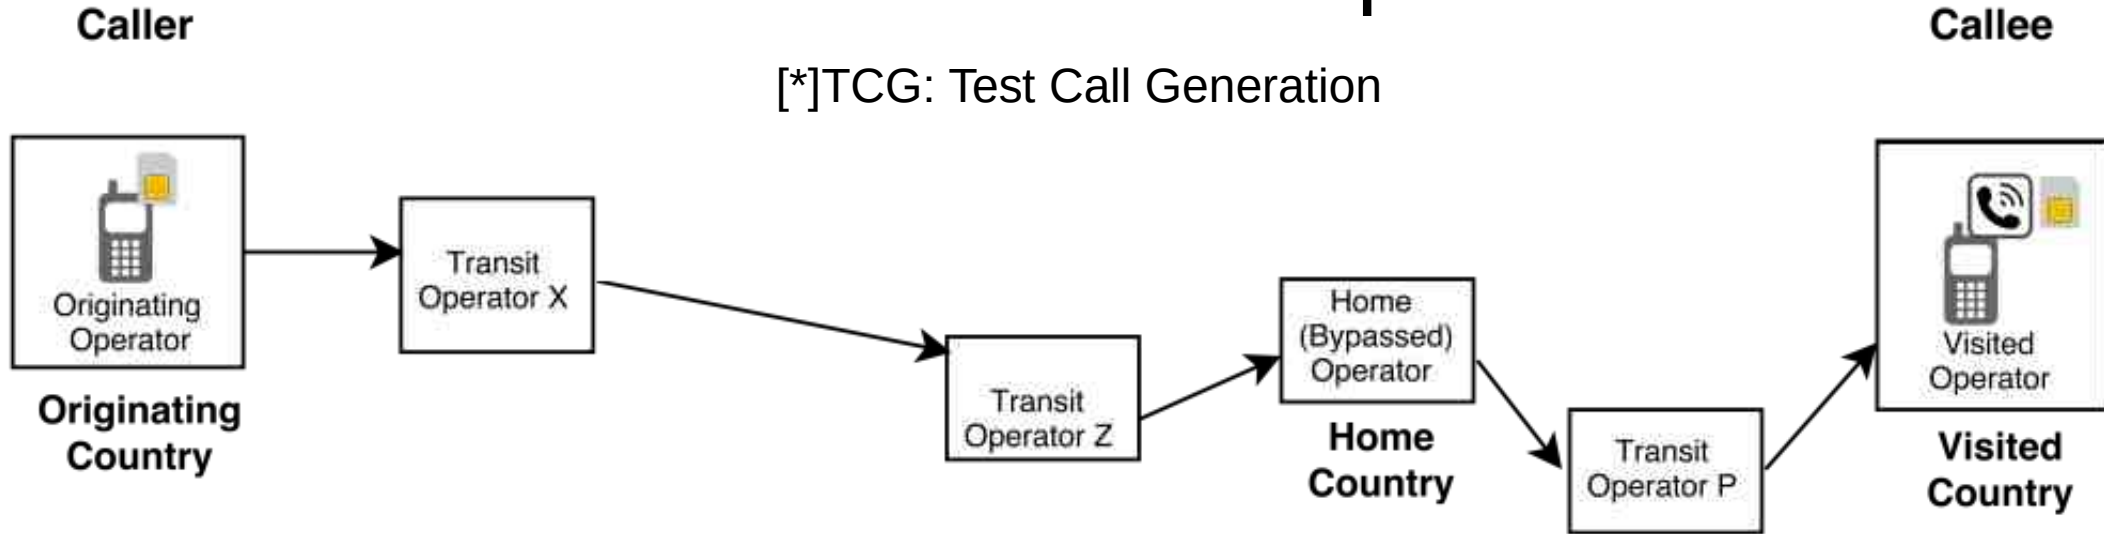 Caller
Callee
[*]TCG: Test Call Generation
Originating
Operator
Originating
Country
Transit
Operator X
Transit
Operator Z
Home
(Bypassed)
Operator
Home
Country
Transit
Operator P
Visited
Operator
Visited
Country